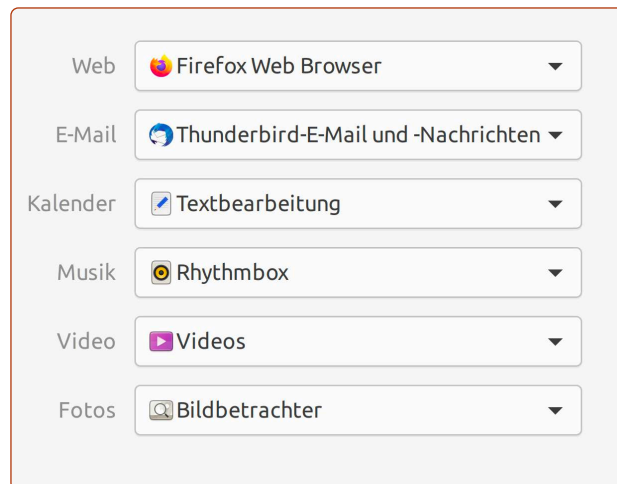 Web Firefox Web Browser
E-Mail Thunderbird-E-Mail und -Nachrichten
Kalender Textbearbeitung
Musik Rhythmbox
Video Videos
Fotos Bildbetrachter